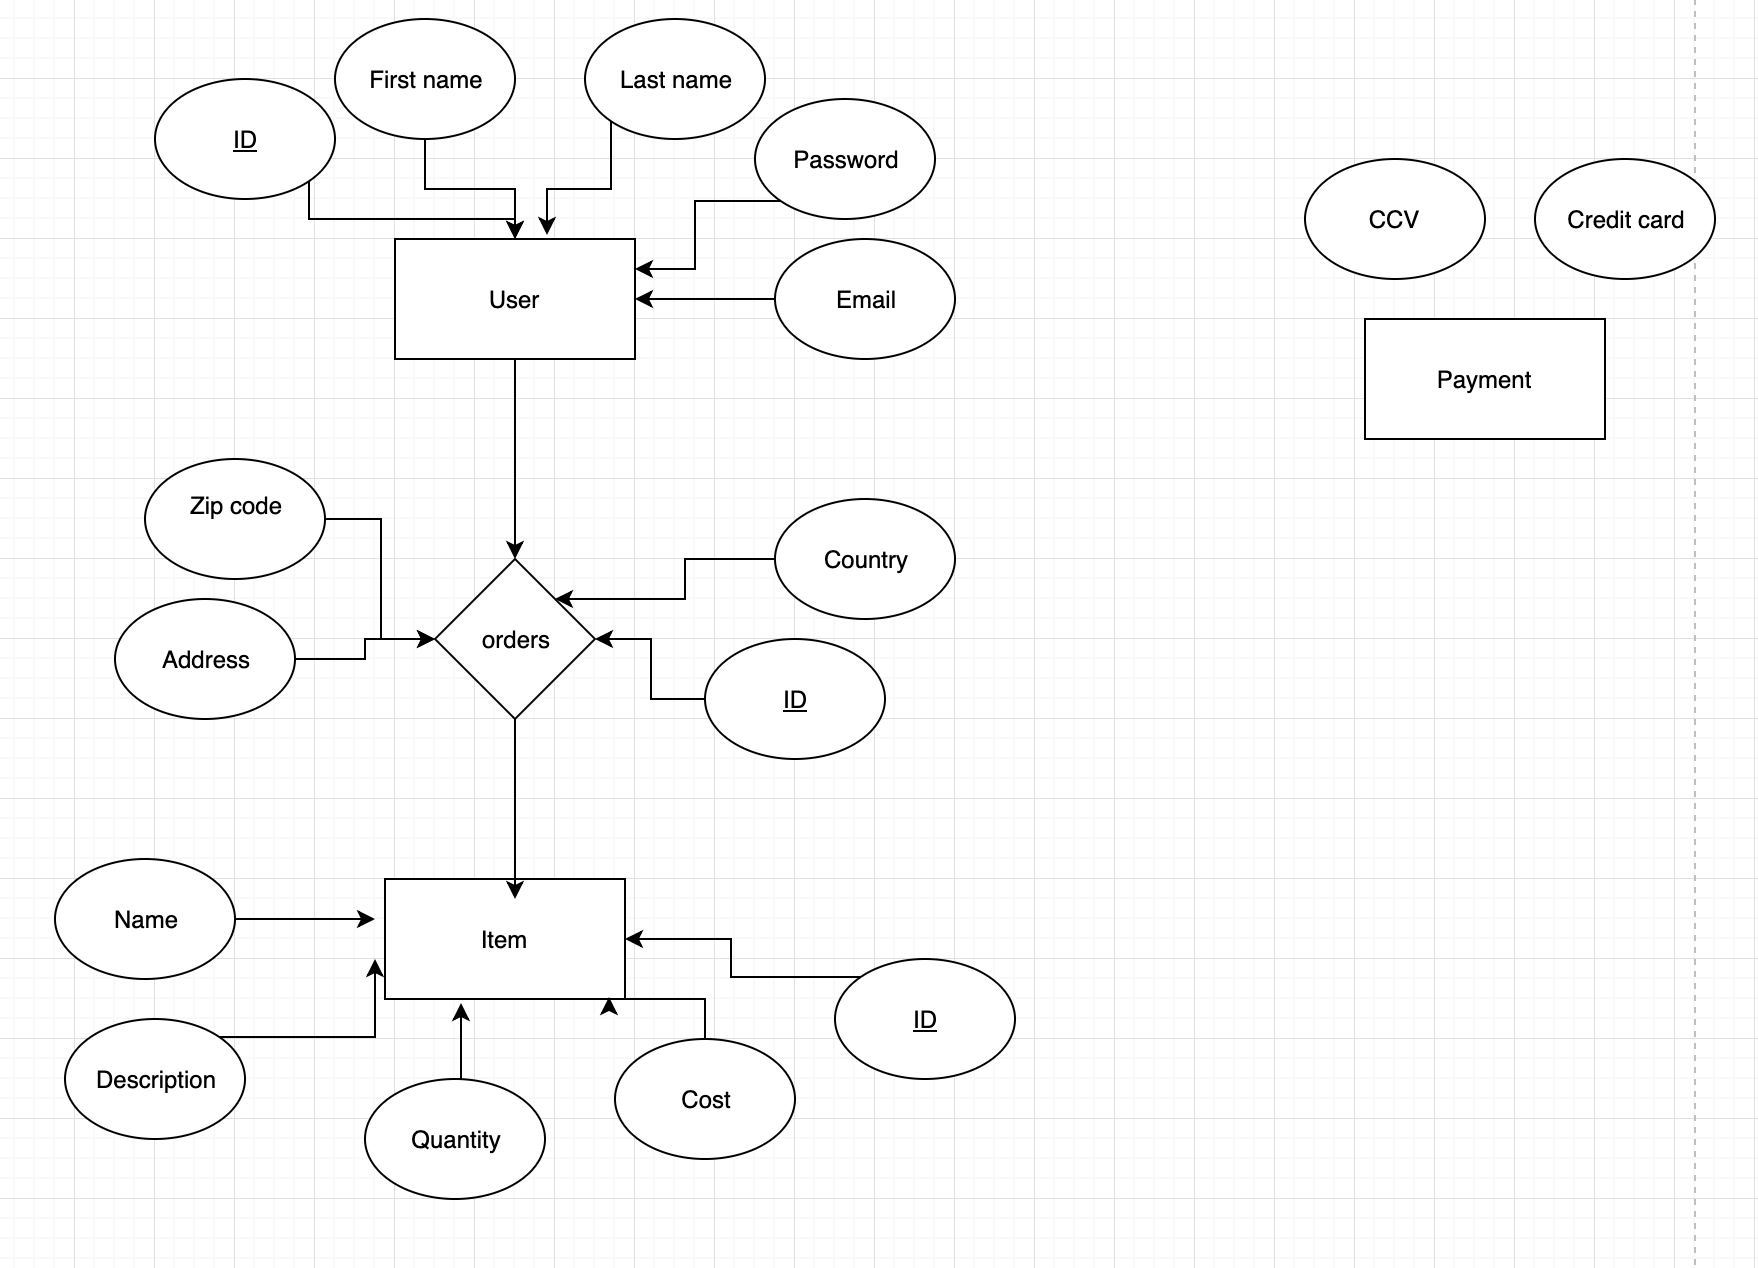 First name
Last name
ID
Password
CCV
Credit card
User
Email
Payment
Zip code
Country
orders
Address
ID
Name
Item
ID
Description
Cost
Quantity